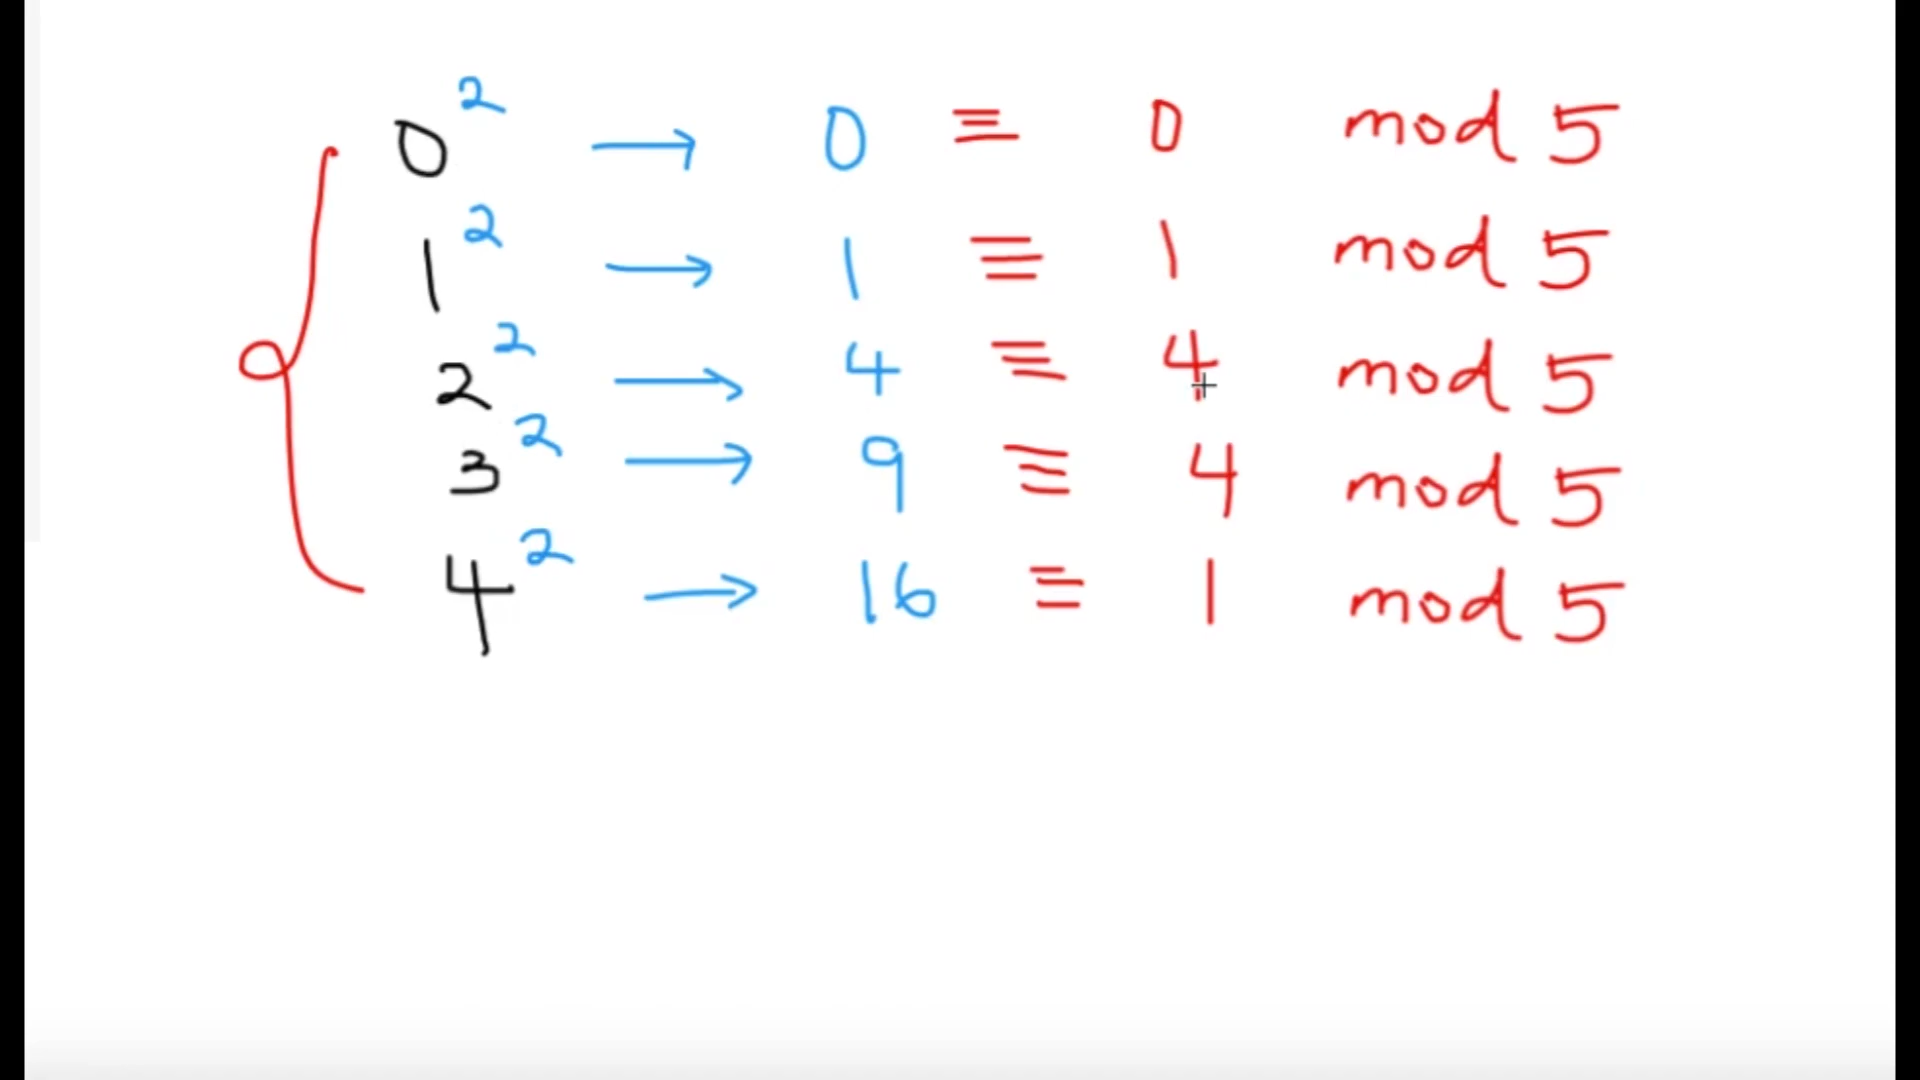 0² → 0 ≡ 0 mod 5
1² → 1 ≡ 1 mod 5
2² → 4 ≡ 4 mod 5
3² → 9 ≡ 4 mod 5
4² → 16 ≡ 1 mod 5